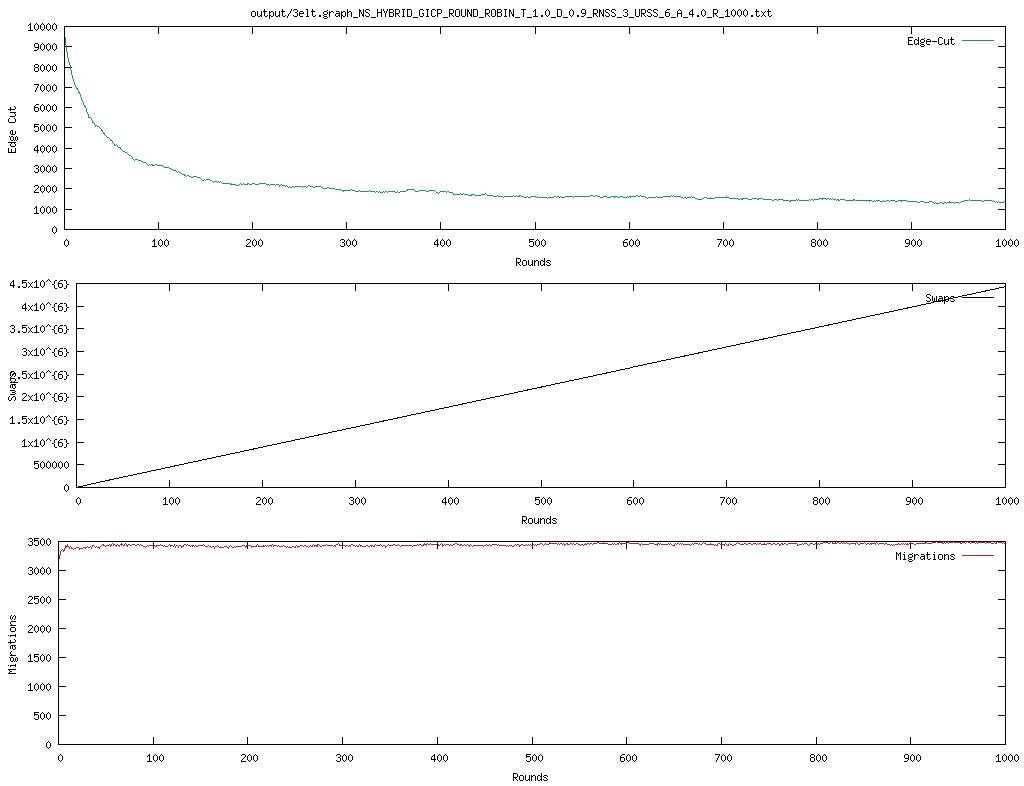 output/3elt.graph_NS_HYBRID_GICP_ROUND_ROBIN_T_1.0_D_0.9_RNSS_3_URSS_6_A_4.0_R_1000.txt
10000
9000
8000
7000
6000
5000
4000
3000
2000
1000
0
Edge Cut
Edge-Cut
0 100 200 300 400 500 600 700 800 900 1000
Rounds
4.5x10^{6}
4x10^{6}
3.5x10^{6}
3x10^{6}
2.5x10^{6}
2x10^{6}
1.5x10^{6}
1x10^{6}
500000
0
Swaps
Swaps
0 100 200 300 400 500 600 700 800 900 1000
Rounds
3500
3000
2500
2000
1500
1000
500
0
Migrations
Migrations
0 100 200 300 400 500 600 700 800 900 1000
Rounds